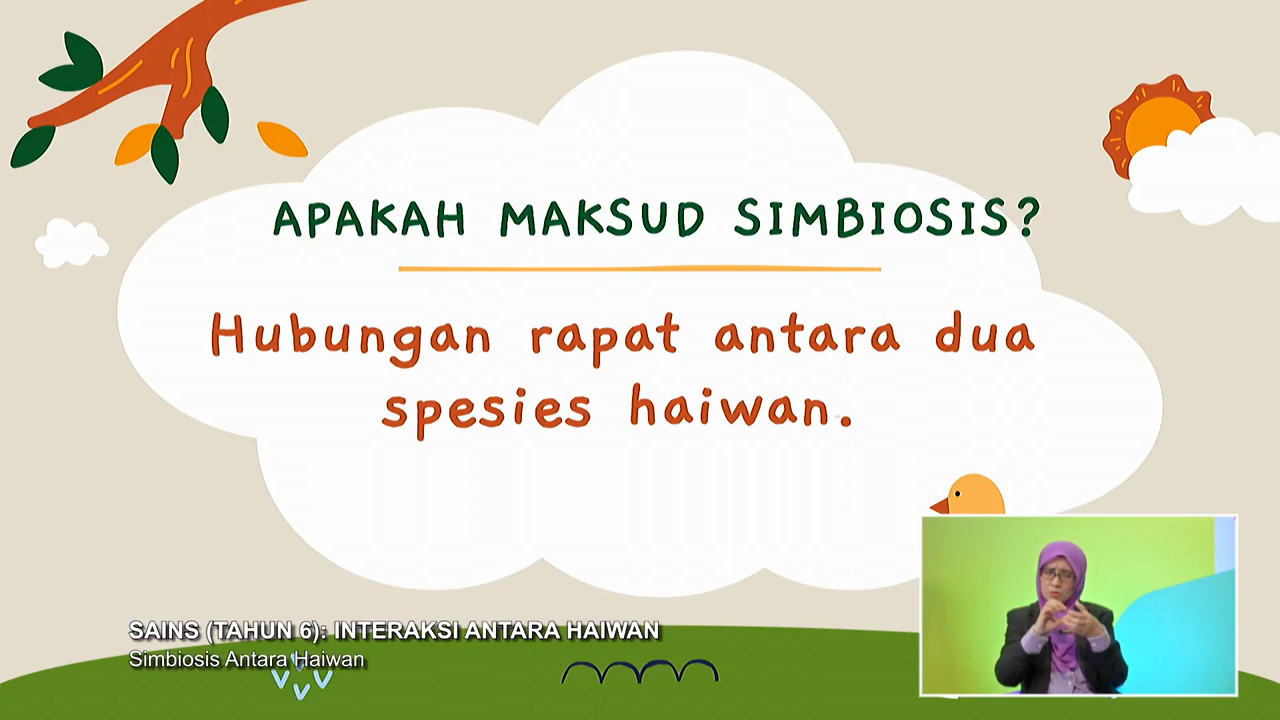 APAKAH MAKSUD SIMBIOSIS?
Hubungan rapat antara dua
spesies haiwan.
SAINS (TAHUN 6): INTERAKSI ANTARA HAIWAN
Simbiosis Antara Haiwan